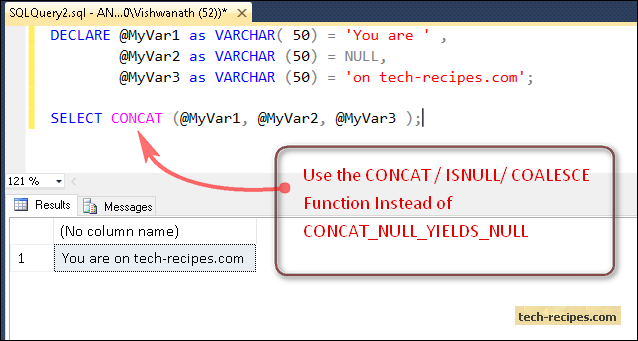 SQLQuery2.sql - AN...0\Vishwanath (52))*
DECLARE @MyVar1 as VARCHAR( 50) = 'You are ' ,
@MyVar2 as VARCHAR (50) = NULL,
@MyVar3 as VARCHAR (50) = 'on tech-recipes.com';
SELECT CONCAT (@MyVar1, @MyVar2, @MyVar3 );
Use the CONCAT / ISNULL/ COALESCE
Function Instead of
CONCAT_NULL_YIELDS_NULL
121 %
Results Messages
(No column name)
1 You are on tech-recipes.com
tech-recipes.com